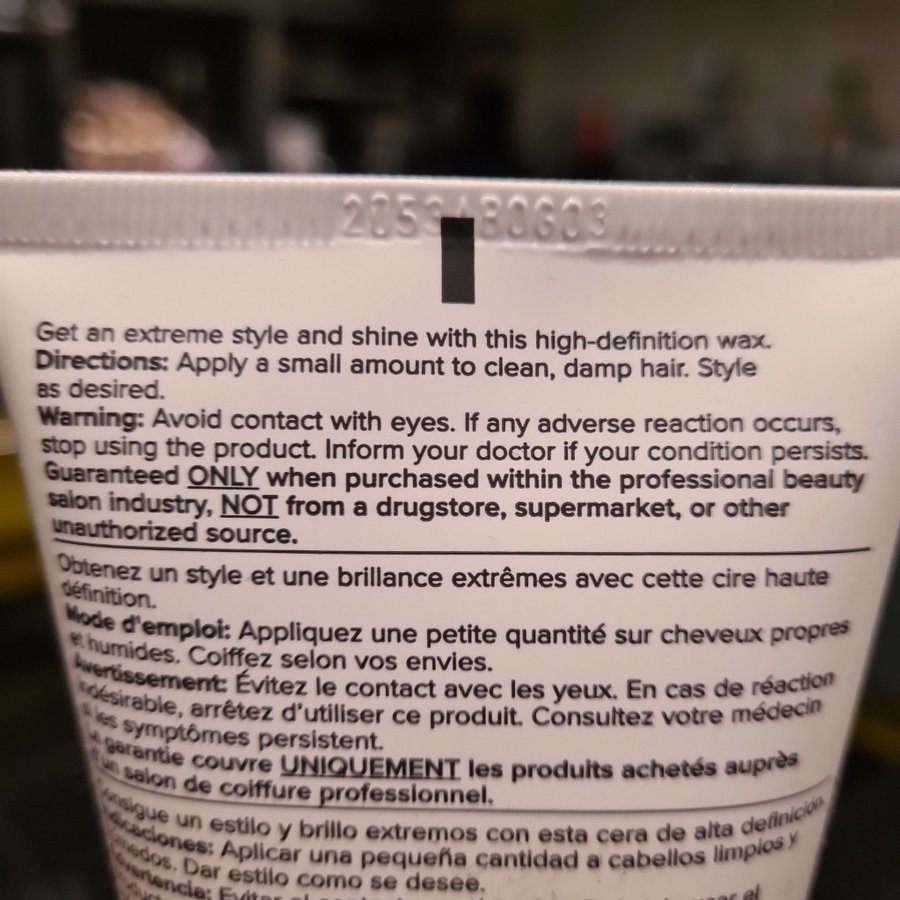 Get an extreme style and shine with this high-definition wax.
Directions: Apply a small amount to clean, damp hair. Style
as desired.
Warning: Avoid contact with eyes. If any adverse reaction occurs,
stop using the product. Inform your doctor if your condition persists.
Guaranteed ONLY when purchased within the professional beauty
salon industry, NOT from a drugstore, supermarket, or other
unauthorized source.
Obtenez un style et une brillance extrêmes avec cette cire haute
définition.
Mode d'emploi: Appliquez une petite quantité sur cheveux propres
et humides. Coiffez selon vos envies.
Avertissement: Évitez le contact avec les yeux. En cas de réaction
indésirable, arrêtez d'utiliser ce produit. Consultez votre médecin
si les symptômes persistent.
La garantie couvre UNIQUEMENT les produits achetés auprès
d'un salon de coiffure professionnel.
Consigue un estilo y brillo extremos con esta cera de alta definición.
Indicaciones: Aplicar una pequeña cantidad a cabellos limpios y
húmedos. Dar estilo como se desee.
Advertencia: Evitar el